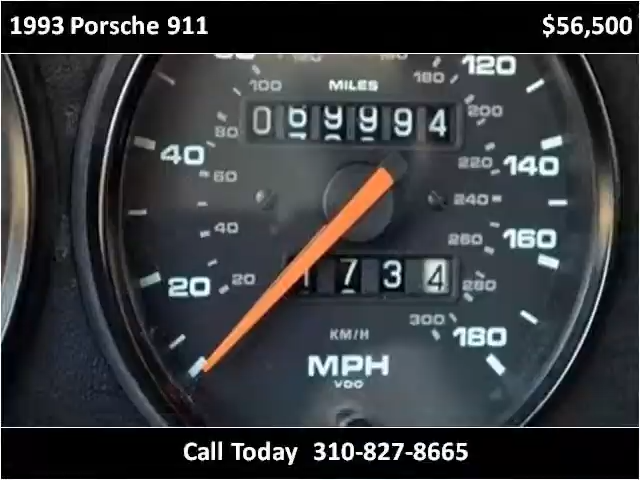 1993 Porsche 911 $56,500
120
100 MILES 180
80 0 6 9 9 9 4 200
40 220 140
60
240
40 260 160
20 20 1 7 3 4 280
300 180
KM/H
MPH
VDO
Call Today 310-827-8665